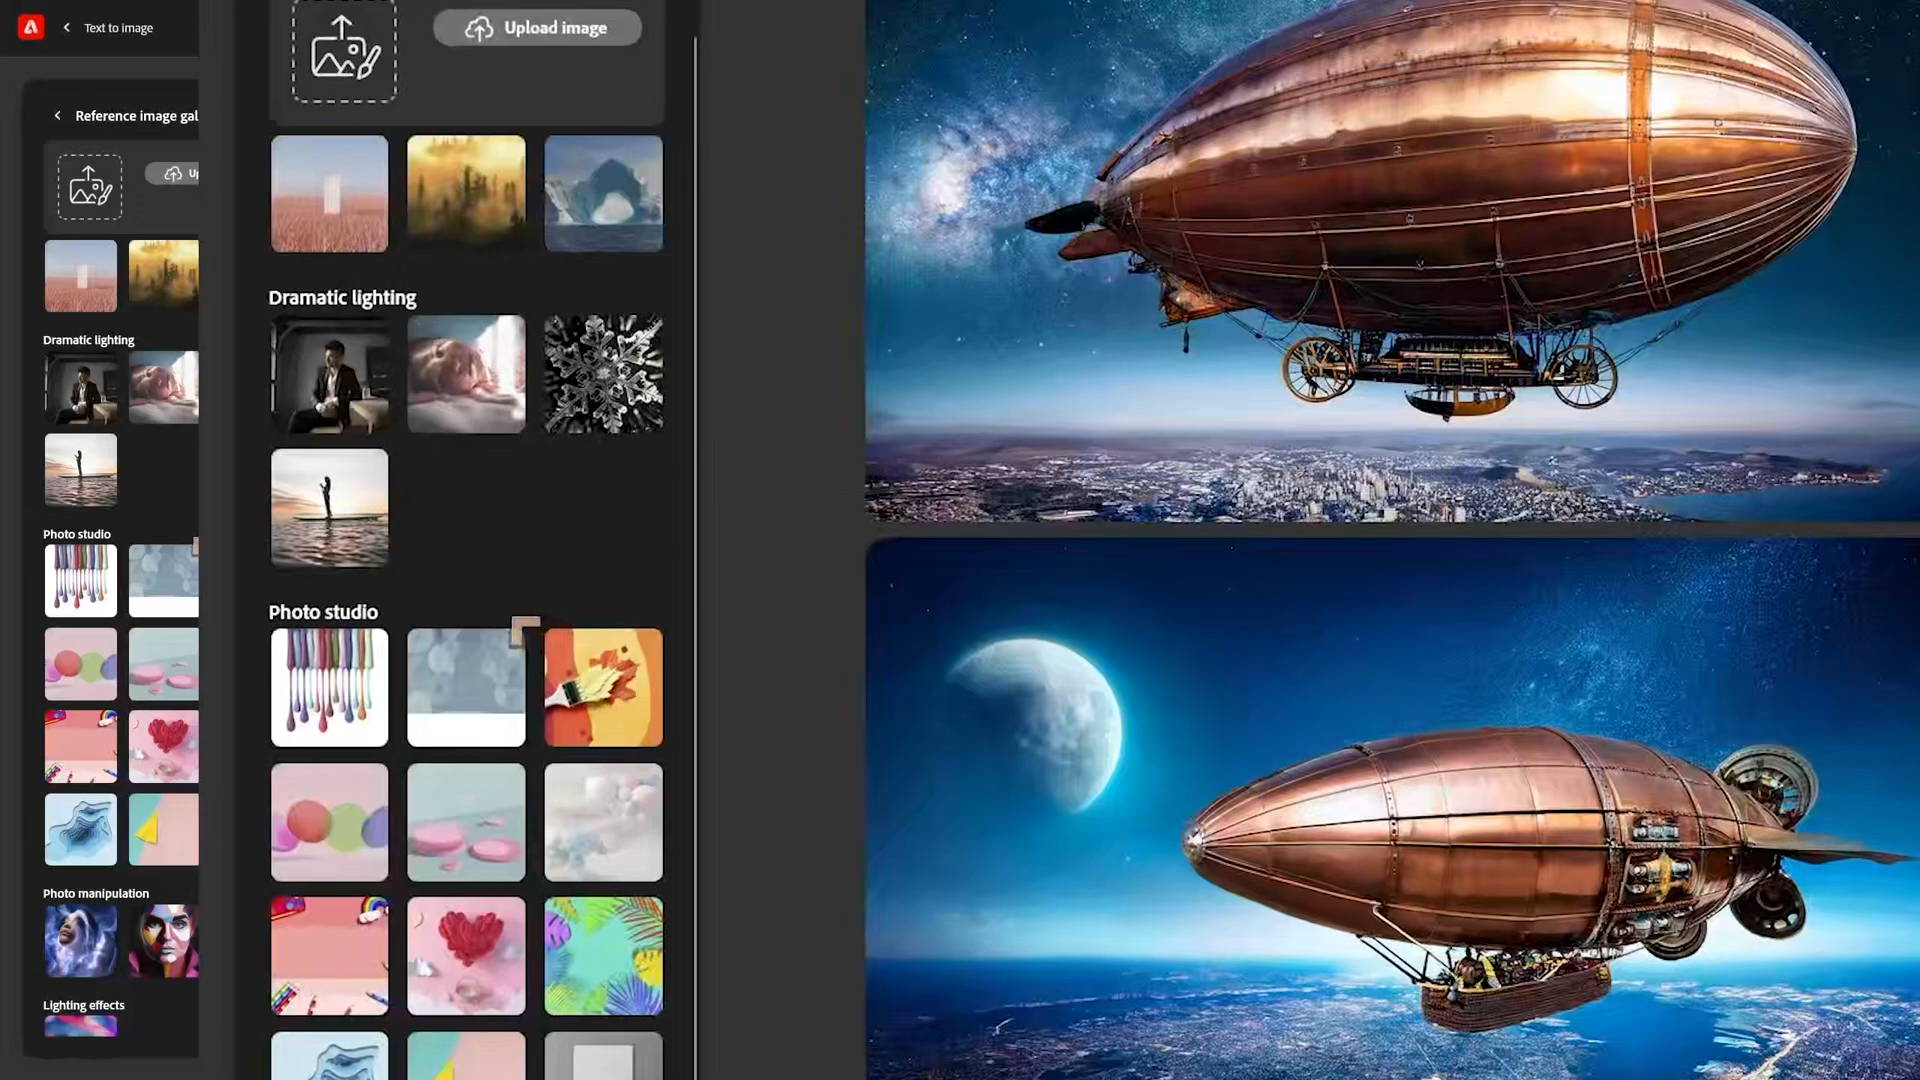 Text to image
Reference image gal
Up
Dramatic lighting
Photo studio
Photo manipulation
Lighting effects
Upload image
Dramatic lighting
Photo studio